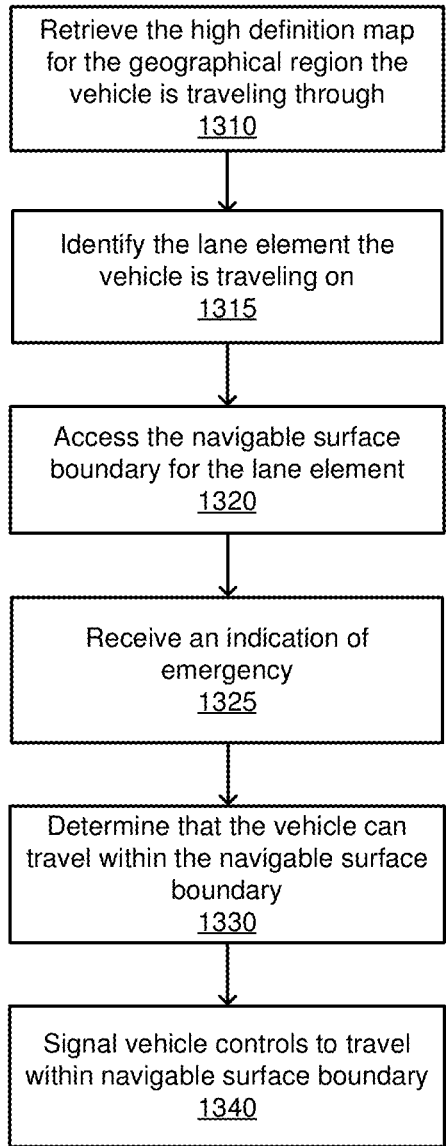 Retrieve the high definition map
for the geographical region the
vehicle is traveling through
1310
Identify the lane element the
vehicle is traveling on
1315
Access the navigable surface
boundary for the lane element
1320
Receive an indication of
emergency
1325
Determine that the vehicle can
travel within the navigable surface
boundary
1330
Signal vehicle controls to travel
within navigable surface boundary
1340